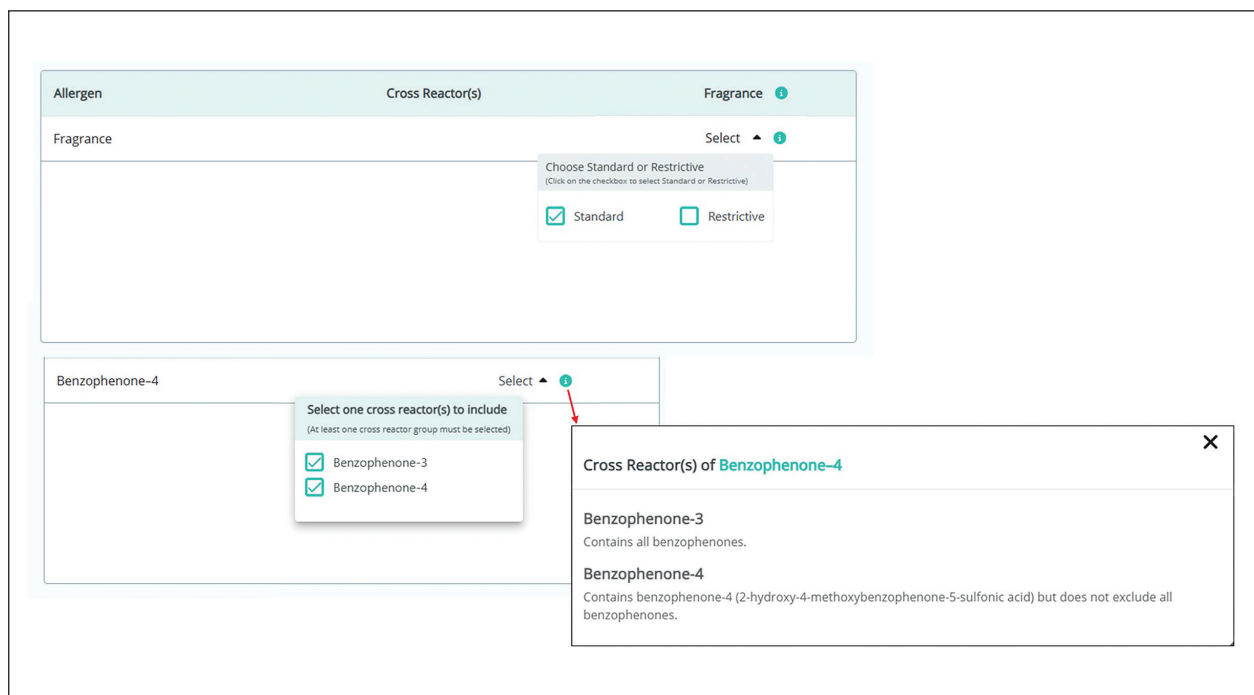 Allergen Cross Reactor(s) Fragrance i
Fragrance Select i
Choose Standard or Restrictive
(Click on the checkbox to select Standard or Restrictive)
Standard Restrictive
Benzophenone–4 Select i
Select one cross reactor(s) to include
(At least one cross reactor group must be selected)
Benzophenone-3
Benzophenone-4
Cross Reactor(s) of Benzophenone–4
Benzophenone-3
Contains all benzophenones.
Benzophenone-4
Contains benzophenone-4 (2-hydroxy-4-methoxybenzophenone-5-sulfonic acid) but does not exclude all
benzophenones.